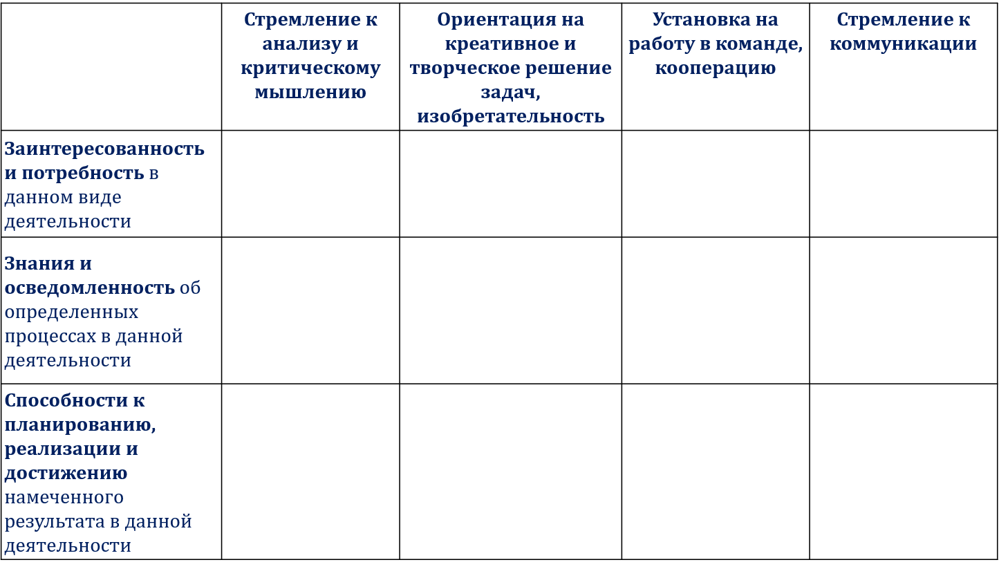 Стремление к
анализу и
критическому
мышлению
Ориентация на
креативное и
творческое решение
задач,
изобретательность
Установка на
работу в команде,
кооперацию
Стремление к
коммуникации
Заинтересованность
и потребность в
данном виде
деятельности
Знания и
осведомленность об
определенных
процессах в данной
деятельности
Способности к
планированию,
реализации и
достижению
намеченного
результата в данной
деятельности